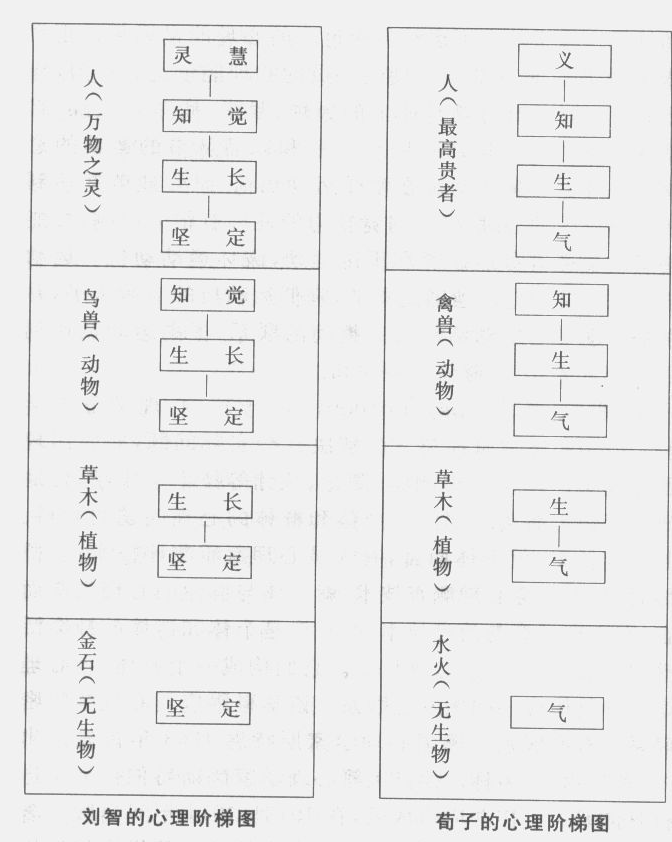 人（万物之灵）
灵 慧
知 觉
生 长
坚 定
鸟兽（动物）
知 觉
生 长
坚 定
草木（植物）
生 长
坚 定
金石（无生物）
坚 定
刘智的心理阶梯图
人（最高贵者）
义
知
生
气
禽兽（动物）
知
生
气
草木（植物）
生
气
水火（无生物）
气
荀子的心理阶梯图